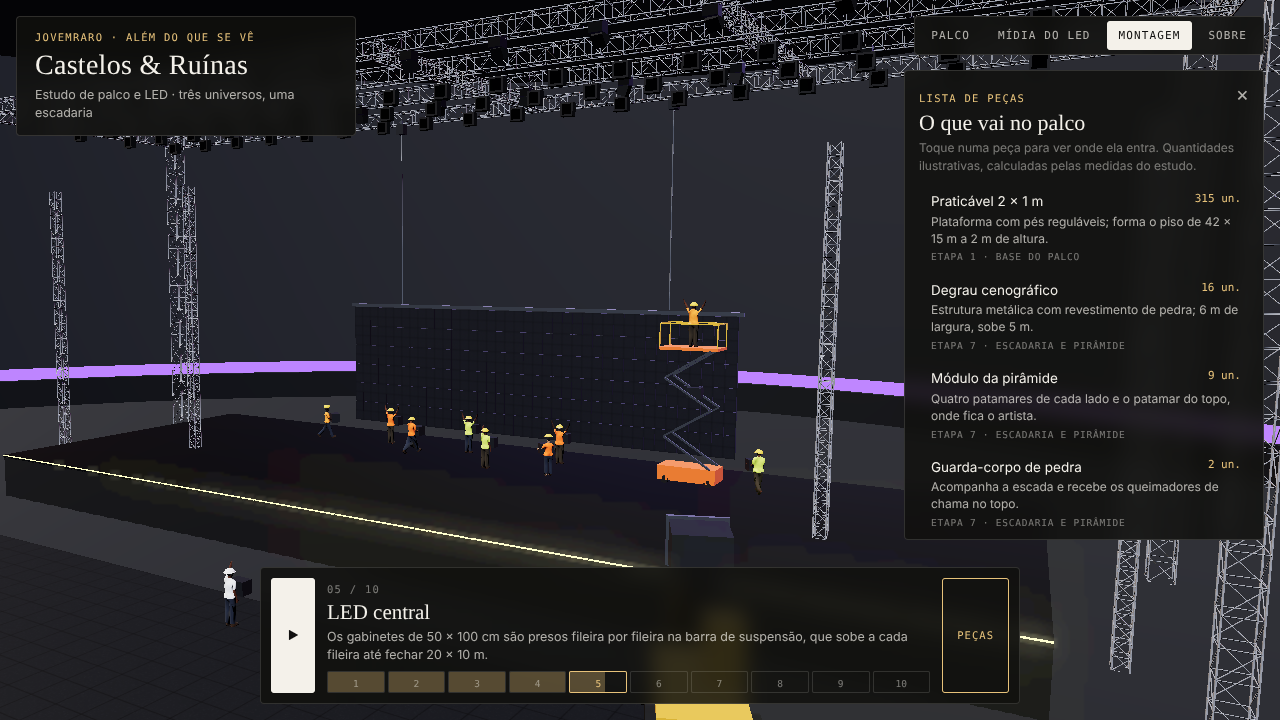 JOVEMRARO · ALÉM DO QUE SE VÊ
Castelos & Ruínas
Estudo de palco e LED · três universos, uma
escadaria
PALCO
MÍDIA DO LED
MONTAGEM
SOBRE
LISTA DE PEÇAS
✕
O que vai no palco
Toque numa peça para ver onde ela entra. Quantidades
ilustrativas, calculadas pelas medidas do estudo.
Praticável 2 × 1 m
315 un.
Plataforma com pés reguláveis; forma o piso de 42 ×
15 m a 2 m de altura.
ETAPA 1 · BASE DO PALCO
Degrau cenográfico
16 un.
Estrutura metálica com revestimento de pedra; 6 m de
largura, sobe 5 m.
ETAPA 7 · ESCADARIA E PIRÂMIDE
Módulo da pirâmide
9 un.
Quatro patamares de cada lado e o patamar do topo,
onde fica o artista.
ETAPA 7 · ESCADARIA E PIRÂMIDE
Guarda-corpo de pedra
2 un.
Acompanha a escada e recebe os queimadores de
chama no topo.
ETAPA 7 · ESCADARIA E PIRÂMIDE
05 / 10
LED central
Os gabinetes de 50 × 100 cm são presos fileira por fileira na barra de suspensão, que sobe a cada
fileira até fechar 20 × 10 m.
1
2
3
4
5
6
7
8
9
10
PEÇAS